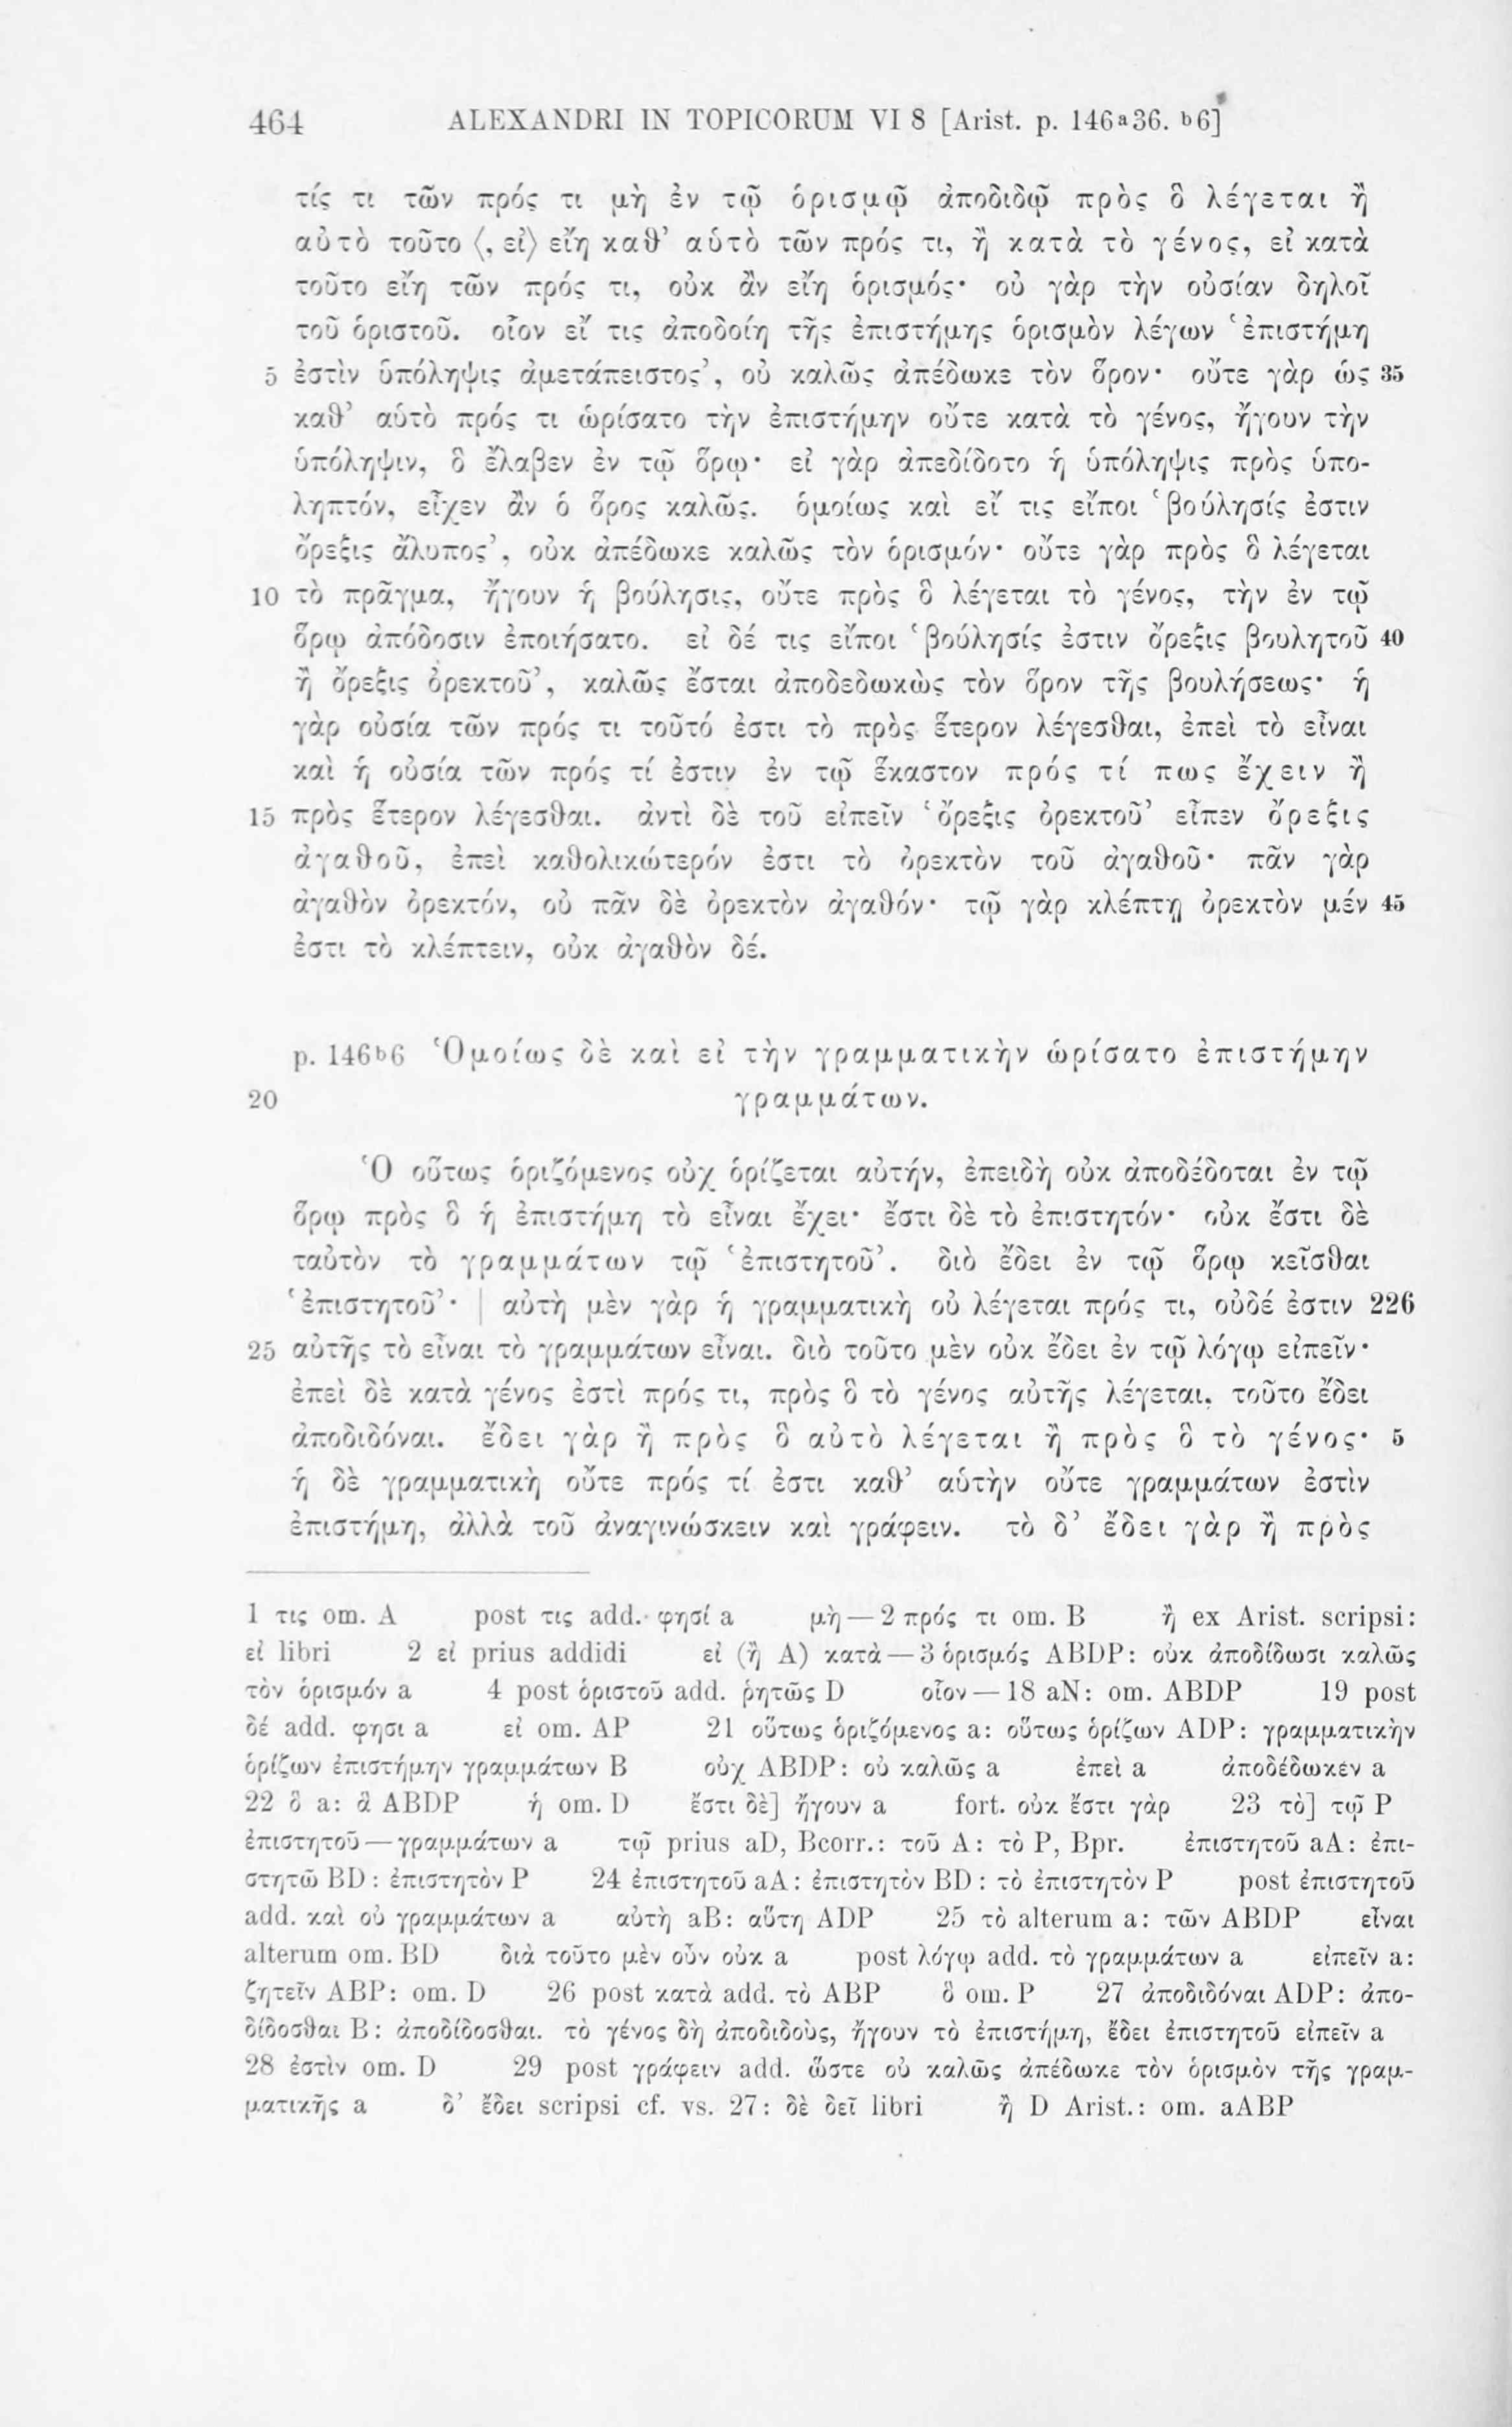 464 ALEXANDRI IN TOPICORUM VI 8 [Arist. p. 146a36. b6]
τίς τι τῶν πρός τι μὴ ἐν τῷ ὁρισμῷ ἀποδιδῷ πρὸς ὃ λέγεται ἢ
αὐτὸ τοῦτο ⟨, εἰ⟩ εἴη καθ’ αὑτὸ τῶν πρός τι, ἢ κατὰ τὸ γένος, εἰ κατὰ
τοῦτο εἴη τῶν πρός τι, οὐκ ἂν εἴη ὁρισμός· οὐ γὰρ τὴν οὐσίαν δηλοῖ
τοῦ ὁριστοῦ. οἷον εἴ τις ἀποδοίη τῆς ἐπιστήμης ὁρισμὸν λέγων ‘ἐπιστήμη
5 ἐστὶν ὑπόληψις ἀμετάπειστος’, οὐ καλῶς ἀπέδωκε τὸν ὅρον· οὔτε γὰρ ὡς 35
καθ’ αὑτὸ πρός τι ὡρίσατο τὴν ἐπιστήμην οὔτε κατὰ τὸ γένος, ἤγουν τὴν
ὑπόληψιν, ὃ ἔλαβεν ἐν τῷ ὅρῳ· εἰ γὰρ ἀπεδίδοτο ἡ ὑπόληψις πρὸς ὑπο-
ληπτόν, εἶχεν ἂν ὁ ὅρος καλῶς. ὁμοίως καὶ εἴ τις εἴποι ‘βούλησίς ἐστιν
ὄρεξις ἄλυπος’, οὐκ ἀπέδωκε καλῶς τὸν ὁρισμόν· οὔτε γὰρ πρὸς ὃ λέγεται
10 τὸ πρᾶγμα, ἤγουν ἡ βούλησις, οὔτε πρὸς ὃ λέγεται τὸ γένος, τὴν ἐν τῷ
ὅρῳ ἀπόδοσιν ἐποιήσατο. εἰ δέ τις εἴποι ‘βούλησίς ἐστιν ὄρεξις βουλητοῦ 40
ἢ ὄρεξις ὀρεκτοῦ’, καλῶς ἔσται ἀποδεδωκὼς τὸν ὅρον τῆς βουλήσεως· ἡ
γὰρ οὐσία τῶν πρός τι τοῦτό ἐστι τὸ πρὸς ἕτερον λέγεσθαι, ἐπεὶ τὸ εἶναι
καὶ ἡ οὐσία τῶν πρός τί ἐστιν ἐν τῷ ἕκαστον πρός τί πως ἔχειν ἢ
15 πρὸς ἕτερον λέγεσθαι. ἀντὶ δὲ τοῦ εἰπεῖν ‘ὄρεξις ὀρεκτοῦ’ εἶπεν ὄρεξις
ἀγαθοῦ, ἐπεὶ καθολικώτερόν ἐστι τὸ ὀρεκτὸν τοῦ ἀγαθοῦ· πᾶν γὰρ
ἀγαθὸν ὀρεκτόν, οὐ πᾶν δὲ ὀρεκτὸν ἀγαθόν· τῷ γὰρ κλέπτῃ ὀρεκτὸν μέν 45
ἐστι τὸ κλέπτειν, οὐκ ἀγαθὸν δέ.
p. 146b6 Ὁμοίως δὲ καὶ εἰ τὴν γραμματικὴν ὡρίσατο ἐπιστήμην
20 γραμμάτων.
Ὁ οὕτως ὁριζόμενος οὐχ ὁρίζεται αὐτήν, ἐπειδὴ οὐκ ἀποδέδοται ἐν τῷ
ὅρῳ πρὸς ὃ ἡ ἐπιστήμη τὸ εἶναι ἔχει· ἔστι δὲ τὸ ἐπιστητόν· οὐκ ἔστι δὲ
ταὐτὸν τὸ γραμμάτων τῷ ‘ἐπιστητοῦ’. διὸ ἔδει ἐν τῷ ὅρῳ κεῖσθαι
‘ἐπιστητοῦ’· | αὐτὴ μὲν γὰρ ἡ γραμματικὴ οὐ λέγεται πρός τι, οὐδέ ἐστιν 226
25 αὐτῆς τὸ εἶναι τὸ γραμμάτων εἶναι. διὸ τοῦτο μὲν οὐκ ἔδει ἐν τῷ λόγῳ εἰπεῖν·
ἐπεὶ δὲ κατὰ γένος ἐστὶ πρός τι, πρὸς ὃ τὸ γένος αὐτῆς λέγεται, τοῦτο ἔδει
ἀποδιδόναι. ἔδει γὰρ ἢ πρὸς ὃ αὐτὸ λέγεται ἢ πρὸς ὃ τὸ γένος· 5
ἡ δὲ γραμματικὴ οὔτε πρός τί ἐστι καθ’ αὑτὴν οὔτε γραμμάτων ἐστὶν
ἐπιστήμη, ἀλλὰ τοῦ ἀναγινώσκειν καὶ γράφειν. τὸ δ’ ἔδει γὰρ ἢ πρὸς
1 τις om. A post τις add. φησί a μὴ — 2 πρός τι om. B ἢ ex Arist. scripsi:
εἰ libri 2 εἰ prius addidi εἰ (ἢ A) κατὰ — 3 ὁρισμός ABDP: οὐκ ἀποδίδωσι καλῶς
τὸν ὁρισμόν a 4 post ὁριστοῦ add. ῥητῶς D οἷον — 18 aN: om. ABDP 19 post
δέ add. φησι a εἰ om. AP 21 οὕτως ὁριζόμενος a: οὕτως ὁρίζων ADP: γραμματικὴν
ὁρίζων ἐπιστήμην γραμμάτων B οὐχ ABDP: οὐ καλῶς a ἐπεὶ a ἀποδέδωκεν a
22 ὃ a: ἃ ABDP ἡ om. D ἔστι δὲ] ἤγουν a fort. οὐκ ἔστι γὰρ 23 τὸ] τῷ P
ἐπιστητοῦ — γραμμάτων a τῷ prius aD, Bcorr.: τοῦ A: τὸ P, Bpr. ἐπιστητοῦ aA: ἐπι-
στητῶ BD: ἐπιστητὸν P 24 ἐπιστητοῦ aA: ἐπιστητὸν BD: τὸ ἐπιστητὸν P post ἐπιστητοῦ
add. καὶ οὐ γραμμάτων a αὐτὴ aB: αὕτη ADP 25 τὸ alterum a: τῶν ABDP εἶναι
alterum om. BD διὰ τοῦτο μὲν οὖν οὐκ a post λόγῳ add. τὸ γραμμάτων a εἰπεῖν a:
ζητεῖν ABP: om. D 26 post κατὰ add. τὸ ABP ὃ om. P 27 ἀποδιδόναι ADP: ἀπο-
δίδοσθαι B: ἀποδίδοσθαι. τὸ γένος δὴ ἀποδιδούς, ἤγουν τὸ ἐπιστήμη, ἔδει ἐπιστητοῦ εἰπεῖν a
28 ἐστὶν om. D 29 post γράφειν add. ὥστε οὐ καλῶς ἀπέδωκε τὸν ὁρισμὸν τῆς γραμ-
ματικῆς a δ’ ἔδει scripsi cf. vs. 27: δὲ δεῖ libri ἢ D Arist.: om. aABP